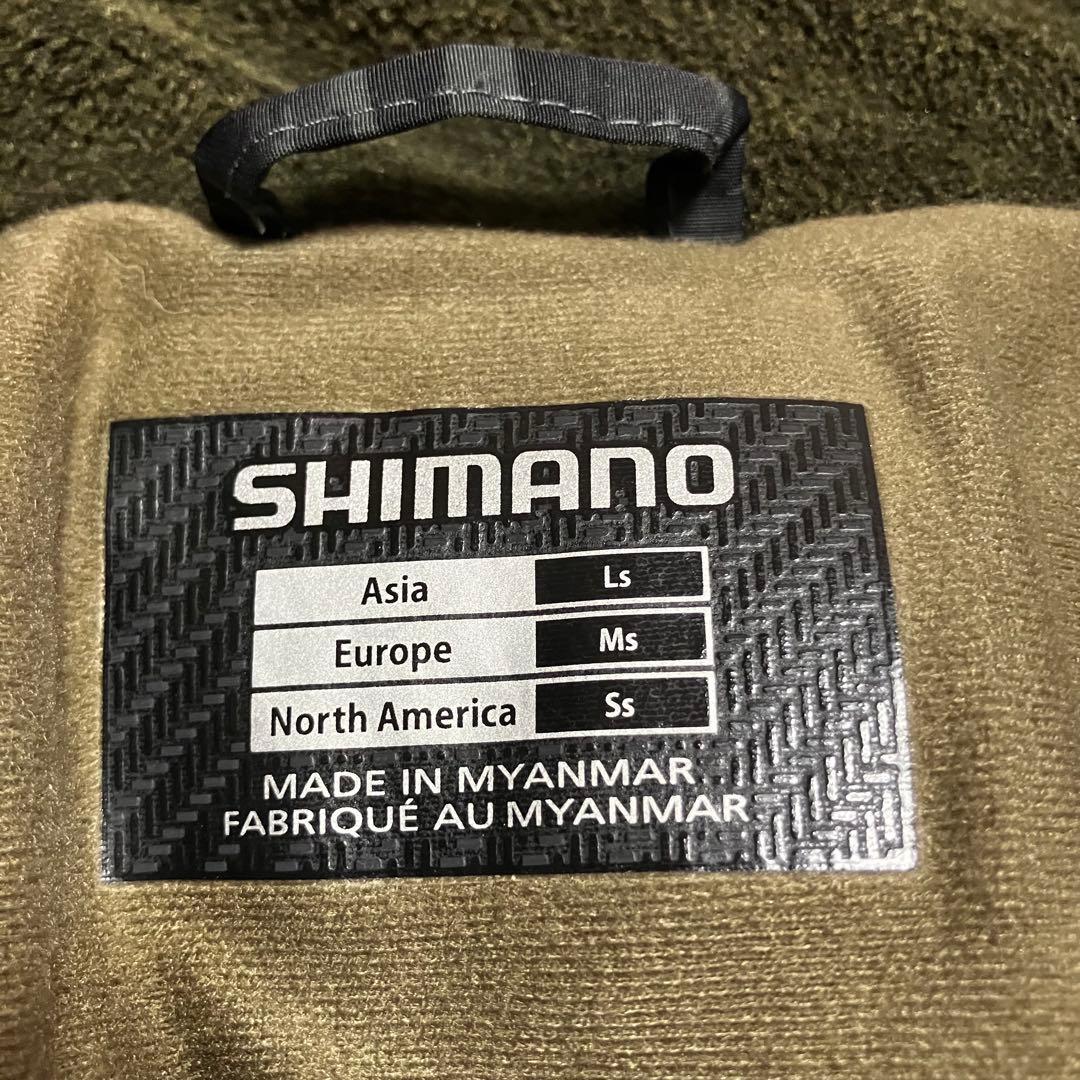 SHIMANO
Asia Ls
Europe Ms
North America Ss
MADE IN MYANMAR
FABRIQUÉ AU MYANMAR